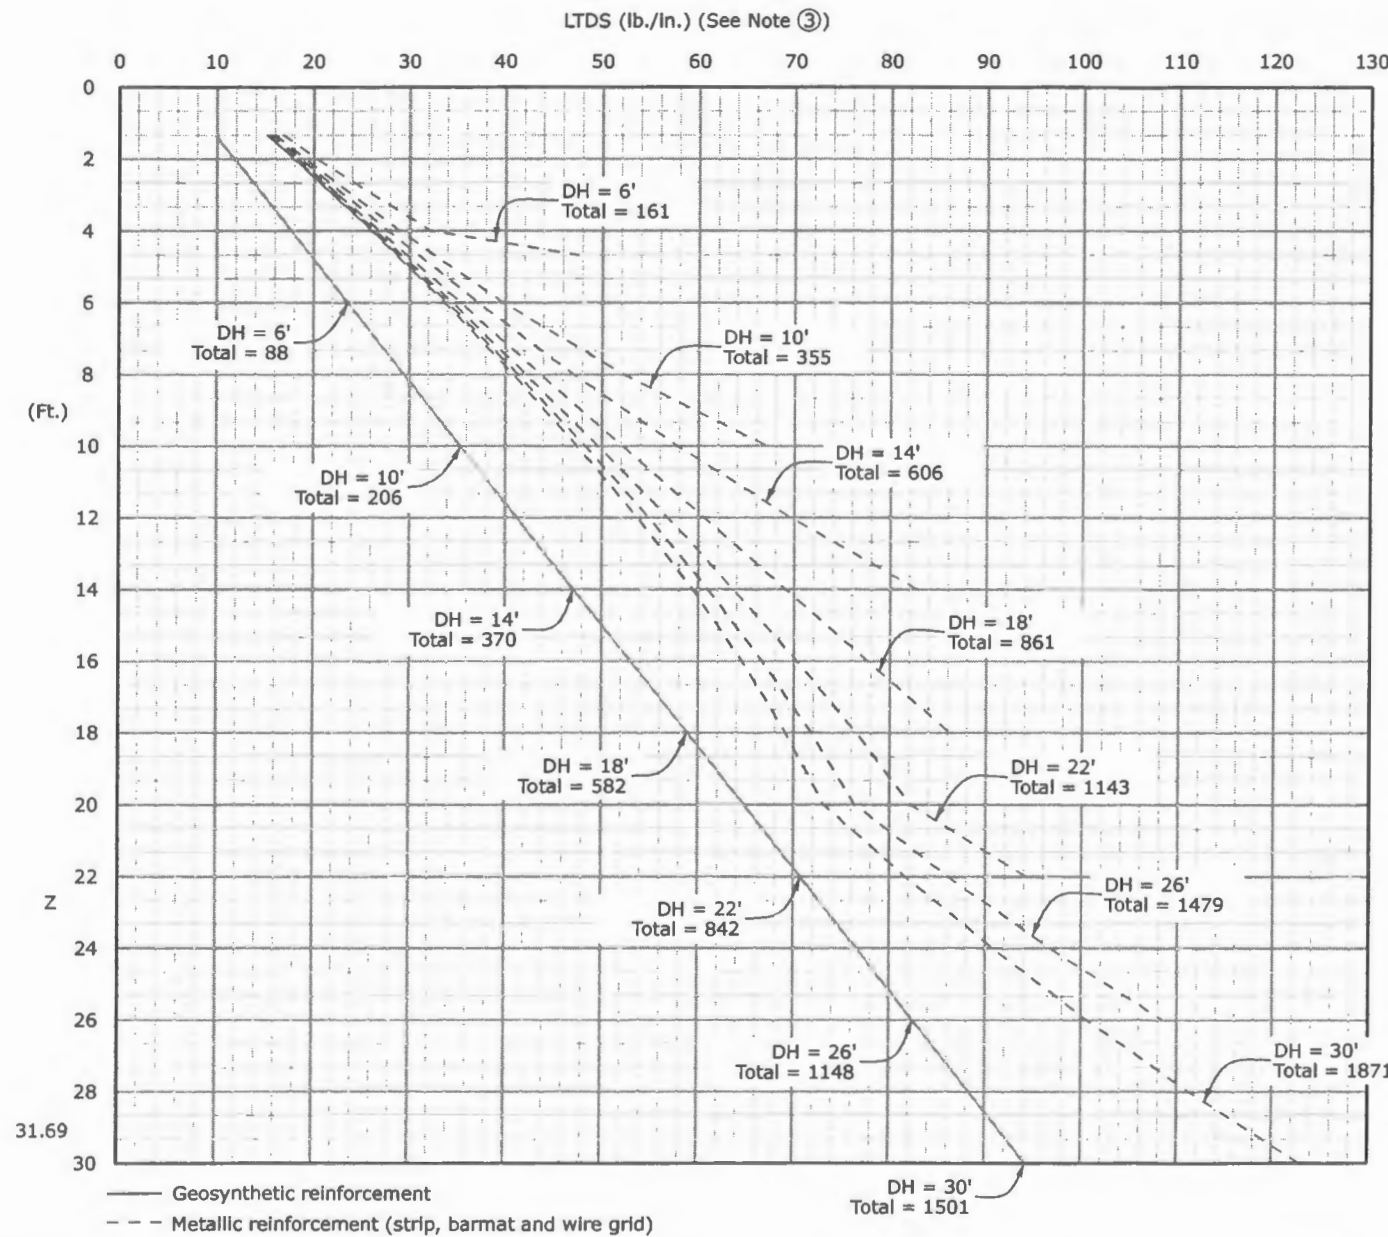 LTDS (lb./in.) (See Note ③)
0 10 20 30 40 50 60 70 80 90 100 110 120 130
0
2
4
6
8
(Ft.)
10
12
14
16
18
20
22
Z
24
26
28
31.69
30
DH = 6'
Total = 161
DH = 6'
Total = 88
DH = 10'
Total = 355
DH = 14'
Total = 606
DH = 10'
Total = 206
DH = 14'
Total = 370
DH = 18'
Total = 861
DH = 18'
Total = 582
DH = 22'
Total = 1143
DH = 26'
Total = 1479
DH = 22'
Total = 842
DH = 26'
Total = 1148
DH = 30'
Total = 1871
DH = 30'
Total = 1501
Geosynthetic reinforcement
Metallic reinforcement (strip, barmat and wire grid)